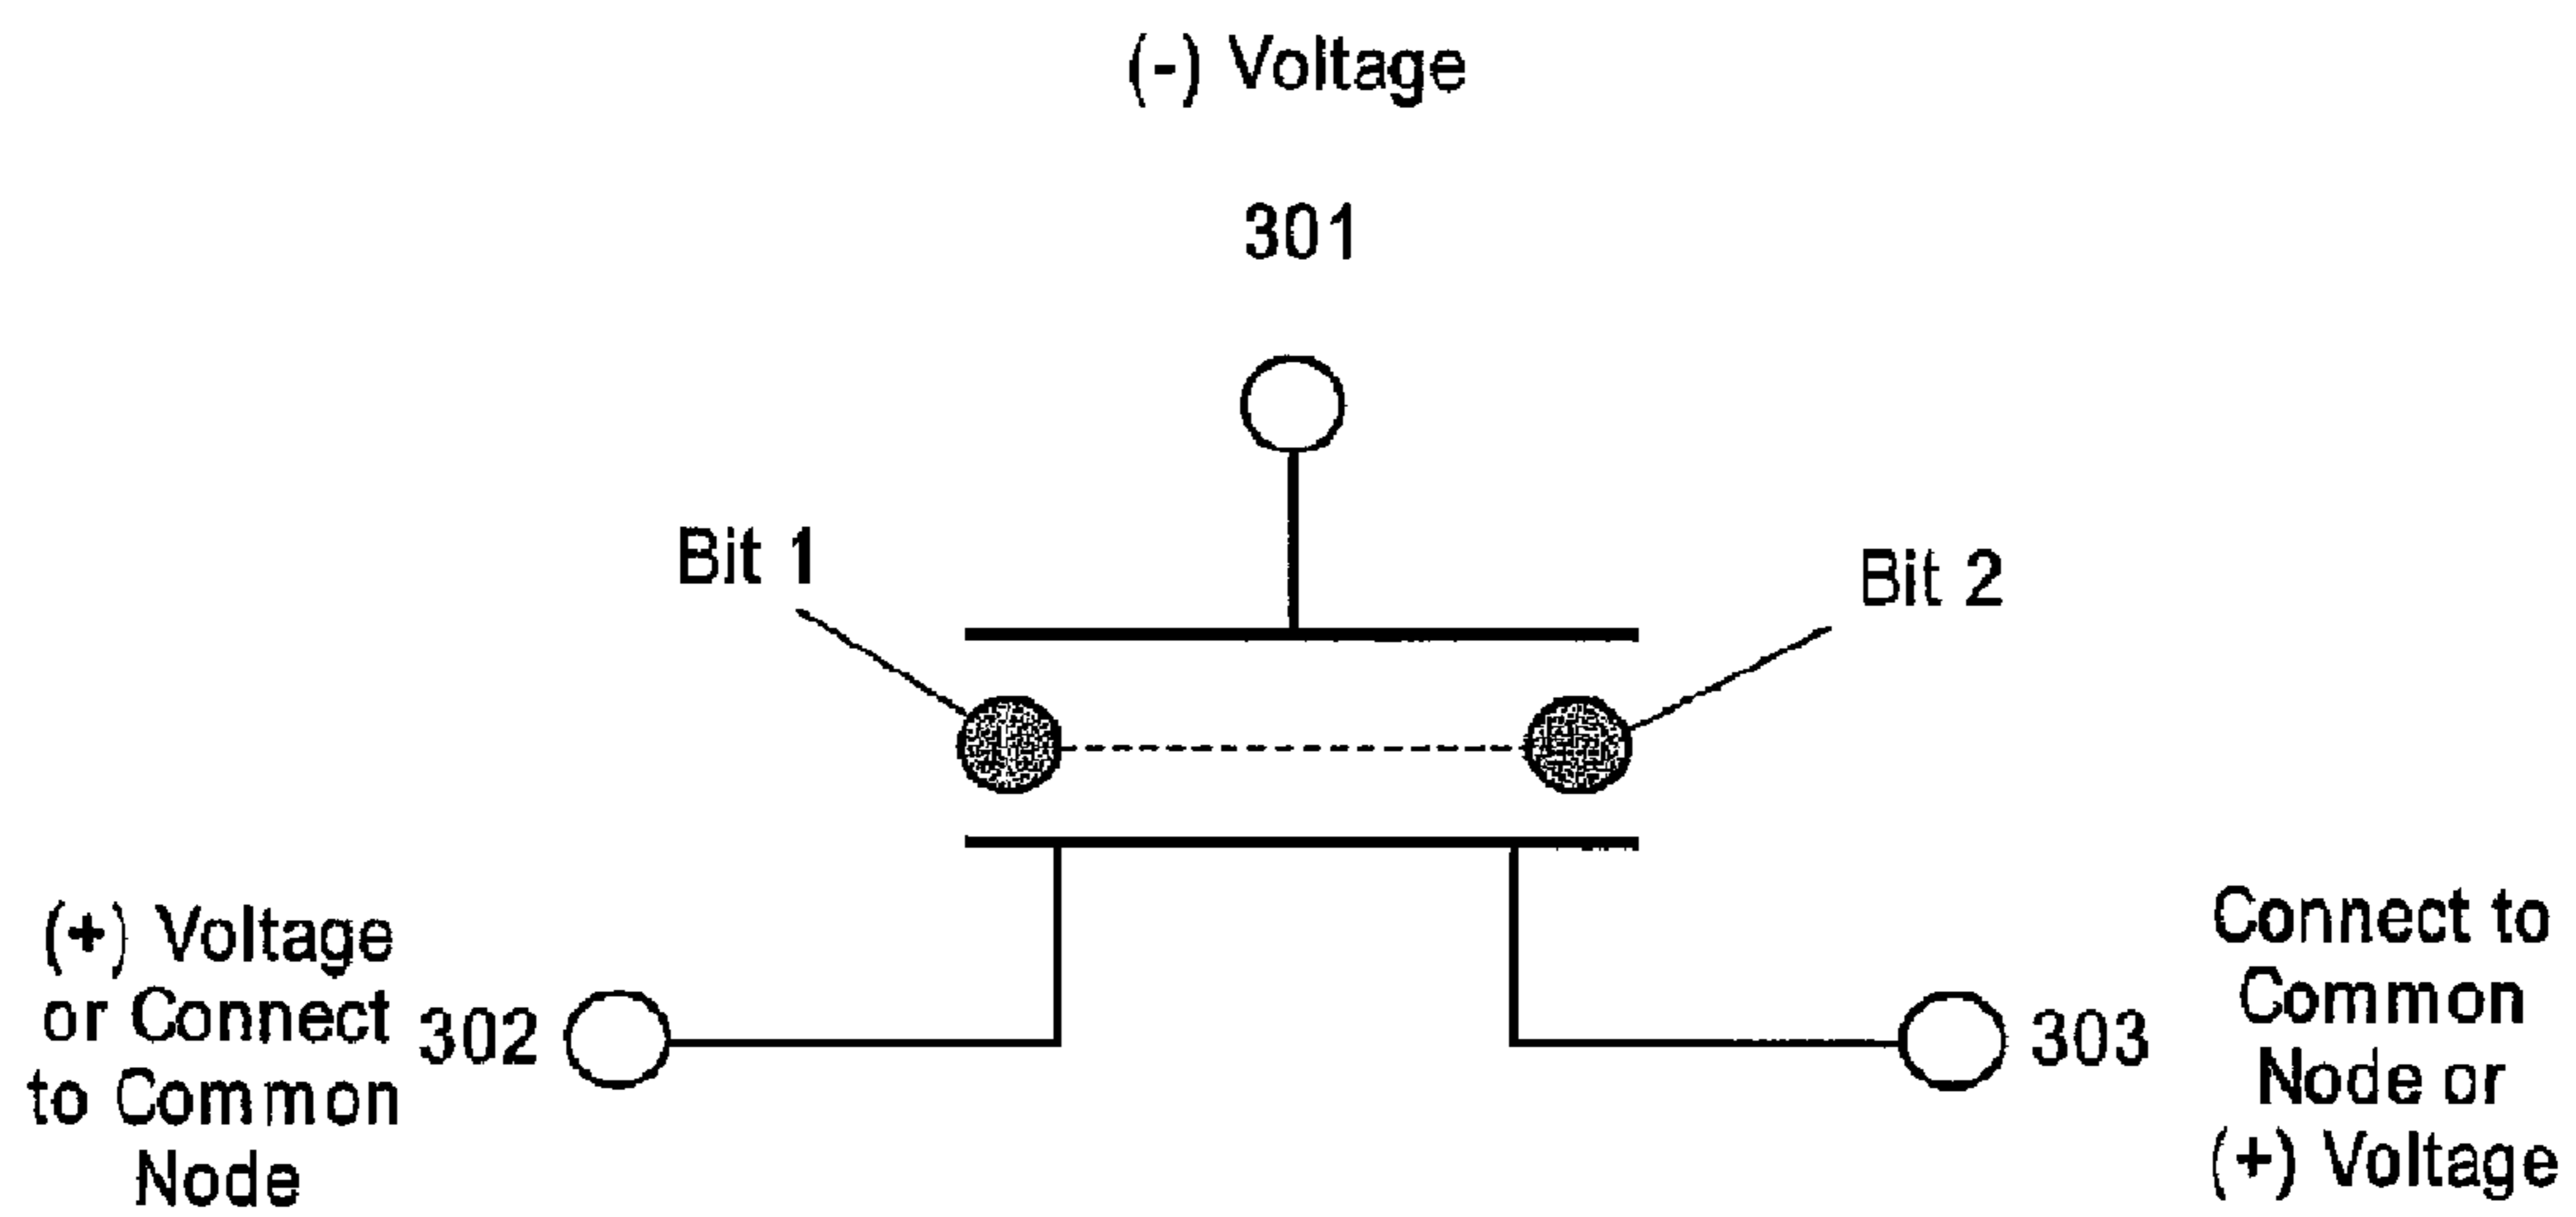 (-) Voltage
301
Bit 1
Bit 2
(+) Voltage
or Connect
to Common
Node
302
303
Connect to
Common
Node or
(+) Voltage